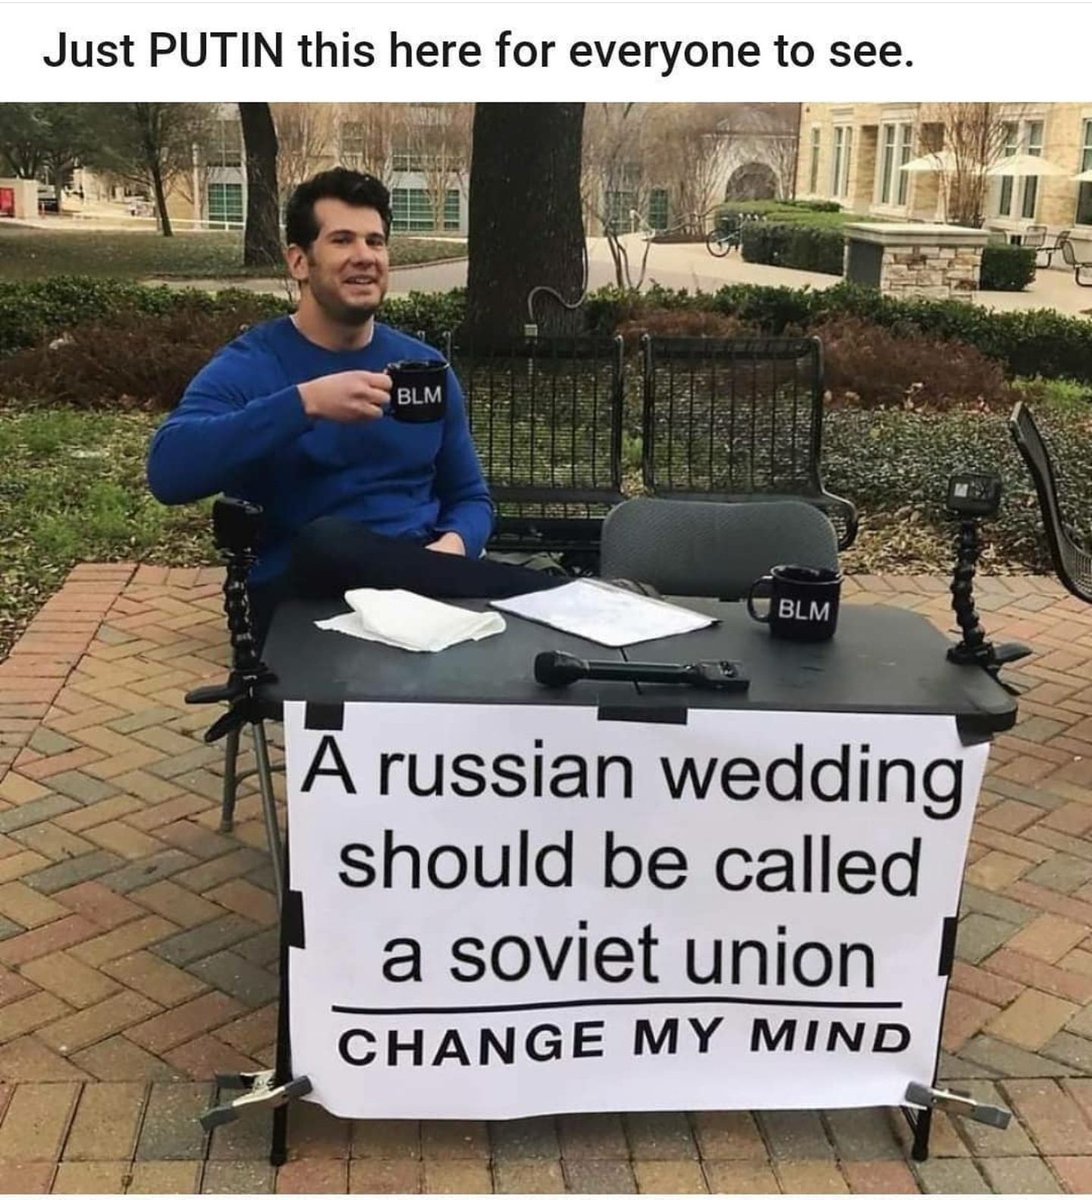 Just PUTIN this here for everyone to see.
BLM
BLM
A russian wedding
should be called
a soviet union
CHANGE MY MIND